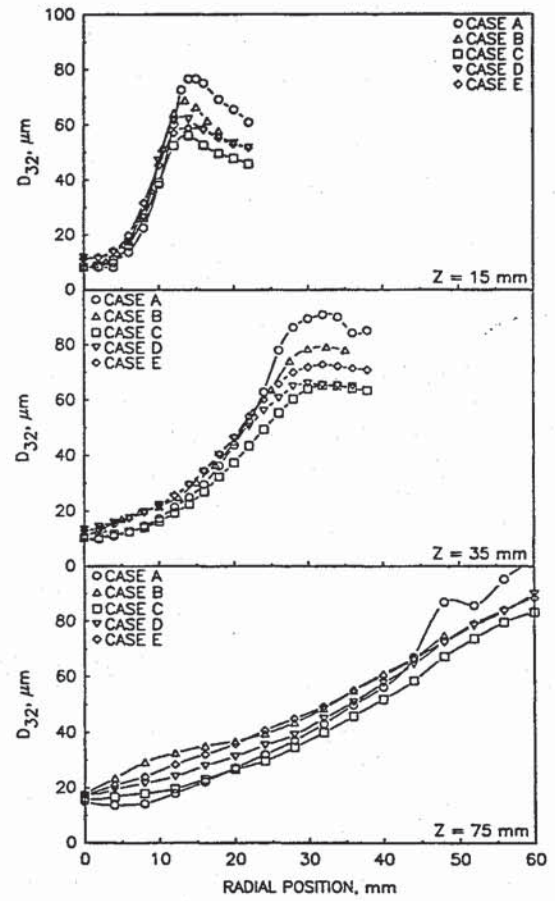 100
80
60
40
20
0
D32, μm
CASE A
CASE B
CASE C
CASE D
CASE E
Z = 15 mm
80
60
40
20
0
D32, μm
CASE A
CASE B
CASE C
CASE D
CASE E
Z = 35 mm
80
60
40
20
0
D32, μm
CASE A
CASE B
CASE C
CASE D
CASE E
Z = 75 mm
0 10 20 30 40 50 60
RADIAL POSITION, mm